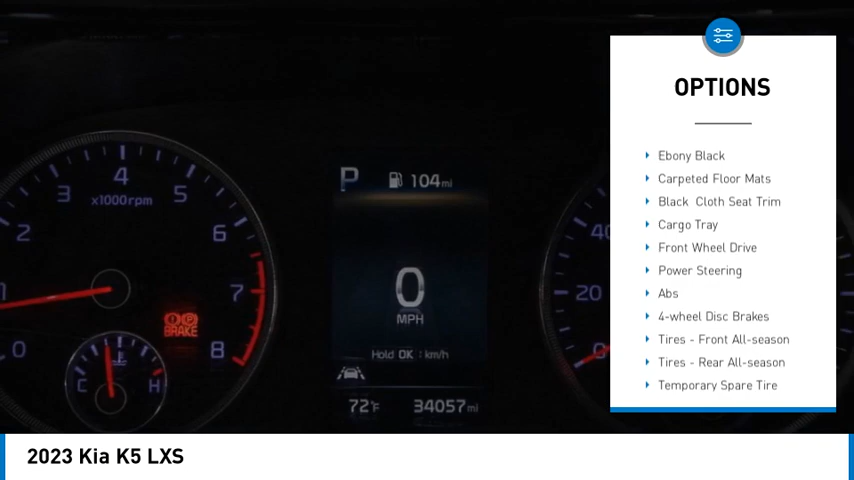 OPTIONS
Ebony Black
Carpeted Floor Mats
Black Cloth Seat Trim
Cargo Tray
Front Wheel Drive
Power Steering
Abs
4-wheel Disc Brakes
Tires - Front All-season
Tires - Rear All-season
Temporary Spare Tire
P 104mi
0
MPH
Hold OK : km/h
72°F 34057mi
0 1 2 3 4 5 6 7 8
x1000rpm
BRAKE
C H
40
20
0
2023 Kia K5 LXS